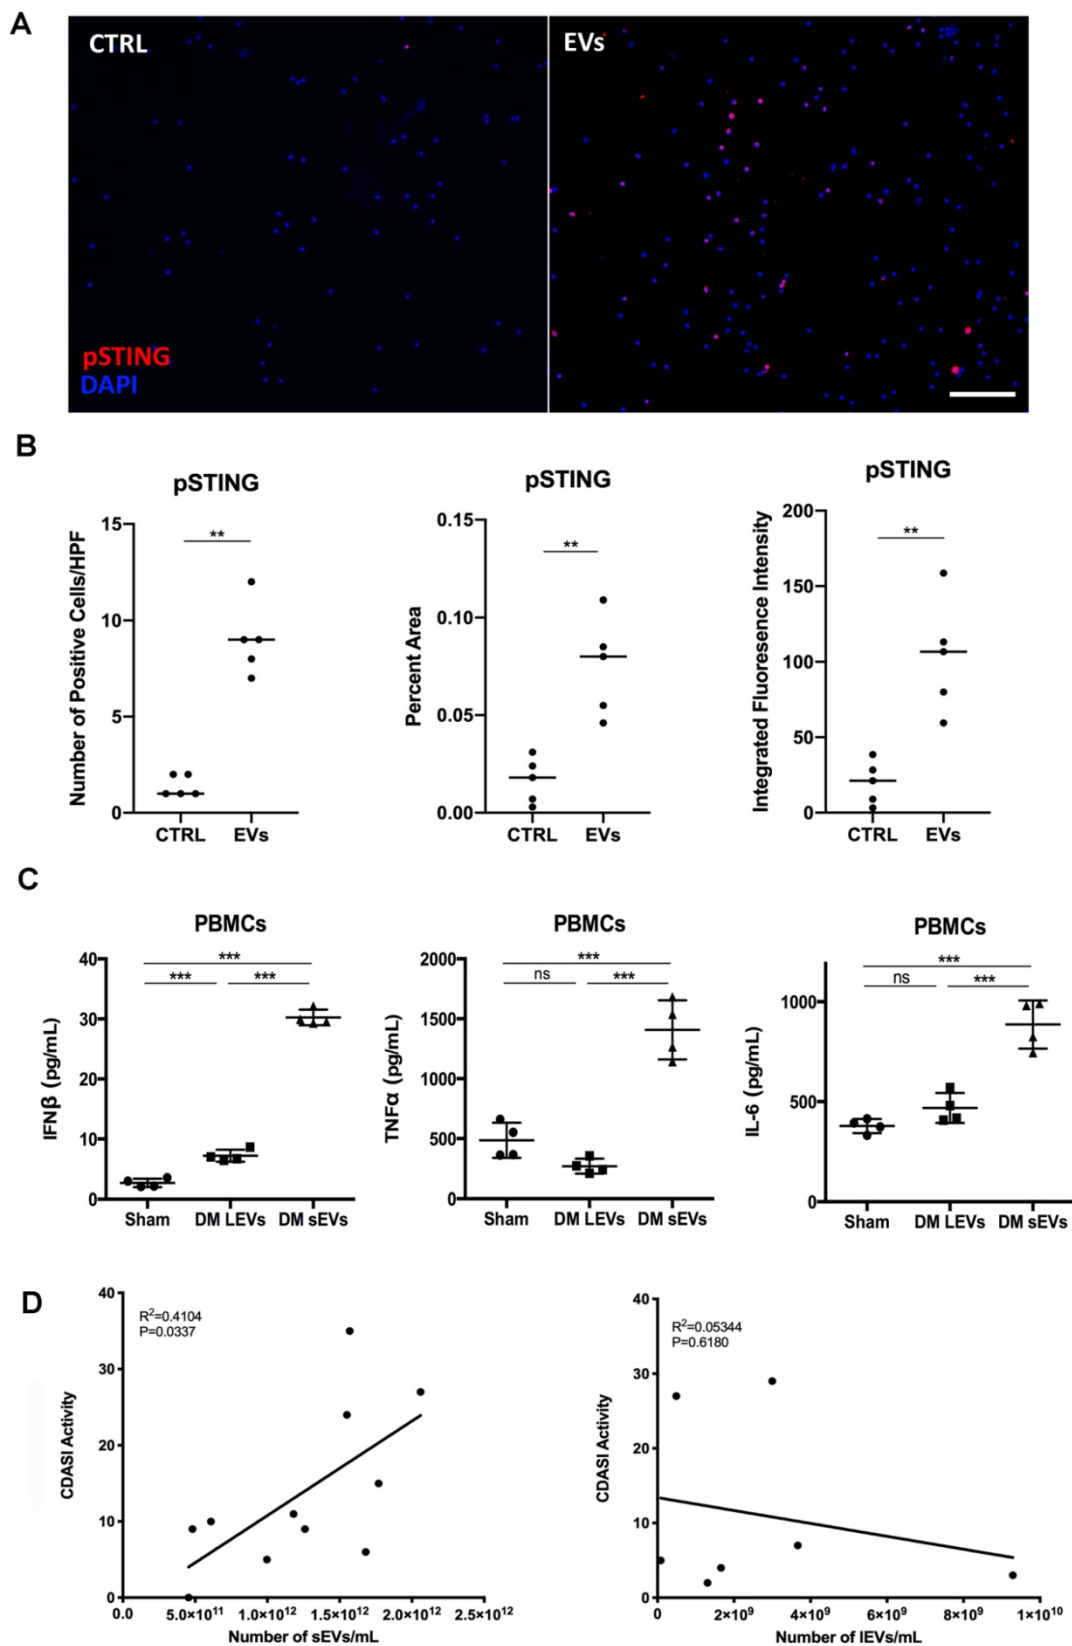 A
CTRL
EVs
pSTING
DAPI
B
pSTING
Number of Positive Cells/HPF
15
10
5
0
**
CTRL
EVs
pSTING
Percent Area
0.15
0.10
0.05
0.00
**
CTRL
EVs
pSTING
Integrated Fluoresence Intensity
200
150
100
50
0
**
CTRL
EVs
C
PBMCs
IFNβ (pg/mL)
40
30
20
10
0
***
***
***
Sham
DM LEVs
DM sEVs
PBMCs
TNFα (pg/mL)
2000
1500
1000
500
0
***
ns
***
Sham
DM LEVs
DM sEVs
PBMCs
IL-6 (pg/mL)
1000
500
0
***
ns
***
Sham
DM LEVs
DM sEVs
D
R²=0.4104
P=0.0337
CDASI Activity
40
30
20
10
0
0.0
5.0×10¹¹
1.0×10¹²
1.5×10¹²
2.0×10¹²
2.5×10¹²
Number of sEVs/mL
R²=0.05344
P=0.6180
CDASI Activity
40
30
20
10
0
0
2×10⁹
4×10⁹
6×10⁹
8×10⁹
1×10¹⁰
Number of lEVs/mL